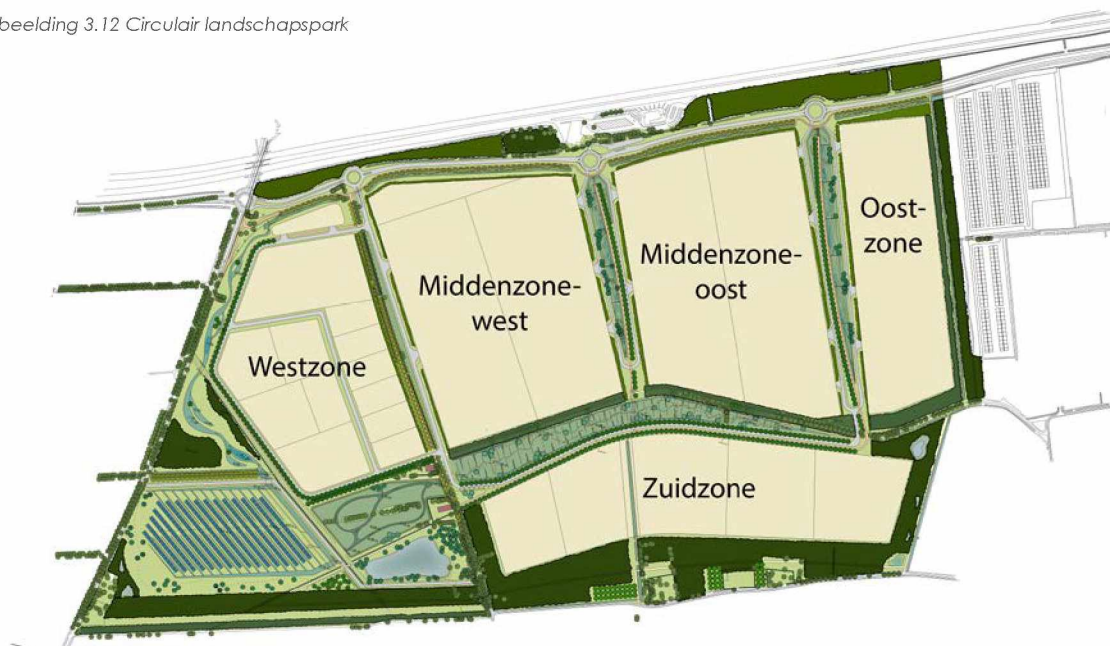 beelding 3.12 Circulair landschapspark
Oost-
zone
Middenzone-
oost
Middenzone-
west
Westzone
Zuidzone